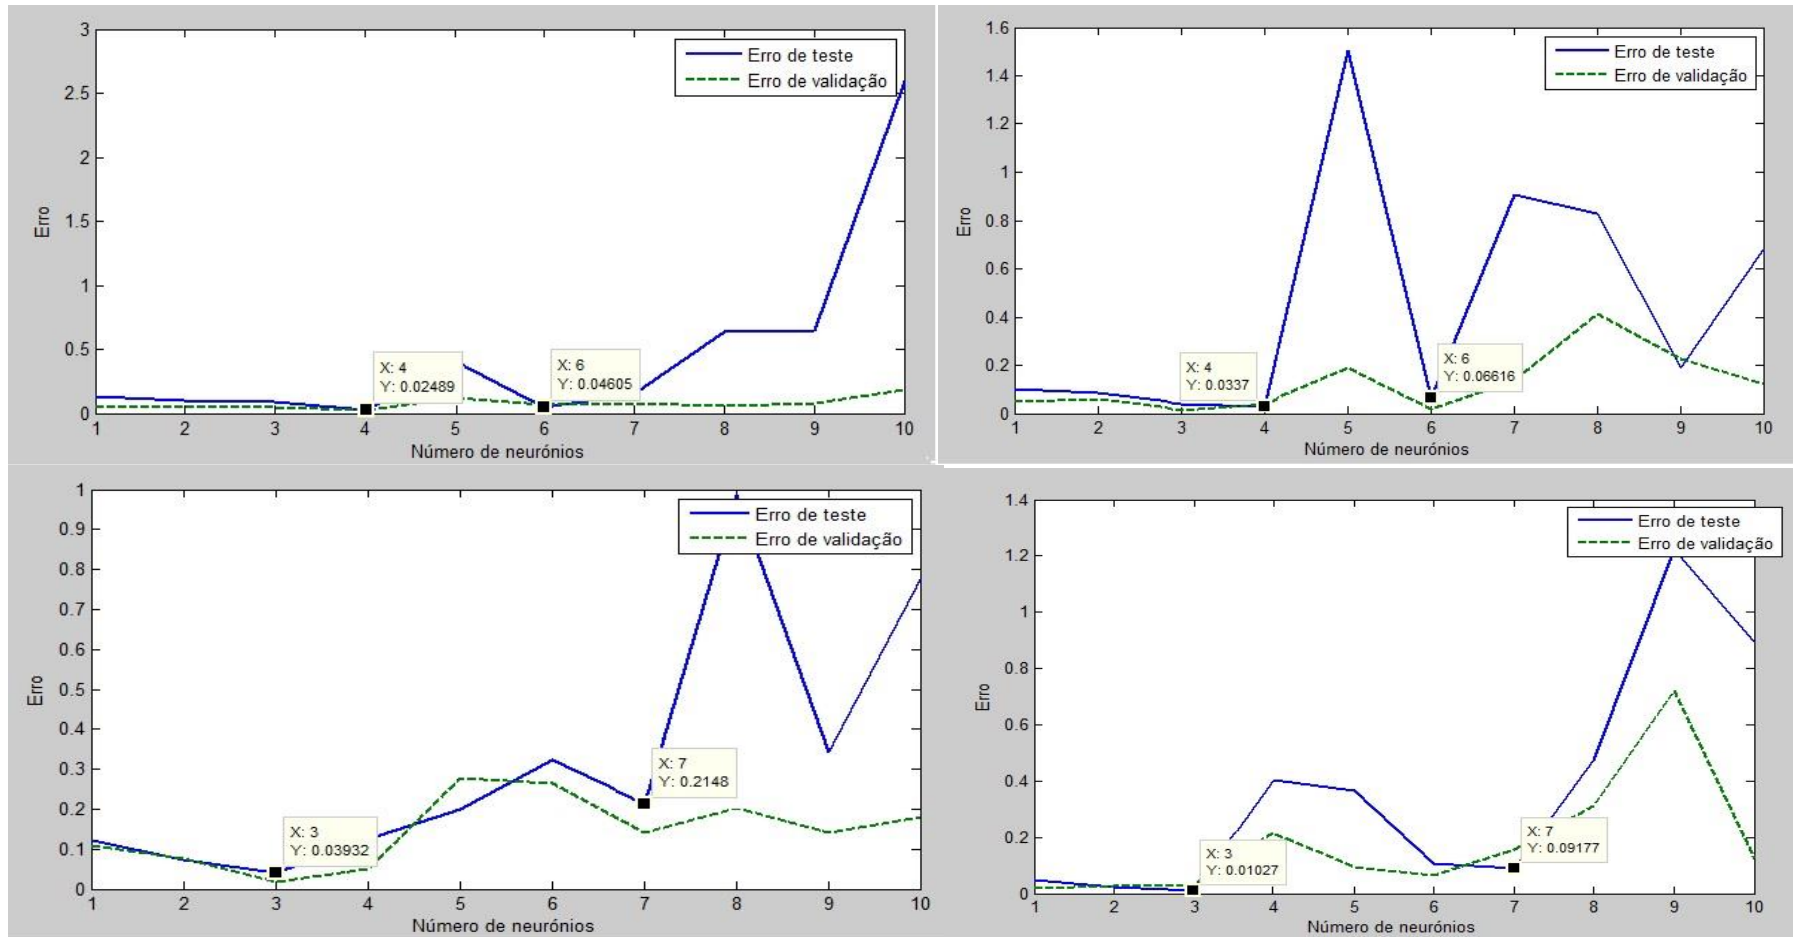 3
2.5
2
1.5
1
0.5
0
Erro
Erro de teste
Erro de validação
X: 4
Y: 0.02489
X: 6
Y: 0.04605
1 2 3 4 5 6 7 8 9 10
Número de neurónios
1.6
1.4
1.2
1
0.8
0.6
0.4
0.2
0
Erro
Erro de teste
Erro de validação
X: 4
Y: 0.0337
X: 6
Y: 0.06616
1 2 3 4 5 6 7 8 9 10
Número de neurónios
1
0.9
0.8
0.7
0.6
0.5
0.4
0.3
0.2
0.1
0
Erro
Erro de teste
Erro de validação
X: 7
Y: 0.2148
X: 3
Y: 0.03932
1 2 3 4 5 6 7 8 9 10
Número de neurónios
1.4
1.2
1
0.8
0.6
0.4
0.2
0
Erro
Erro de teste
Erro de validação
X: 3
Y: 0.01027
X: 7
Y: 0.09177
1 2 3 4 5 6 7 8 9 10
Número de neurónios